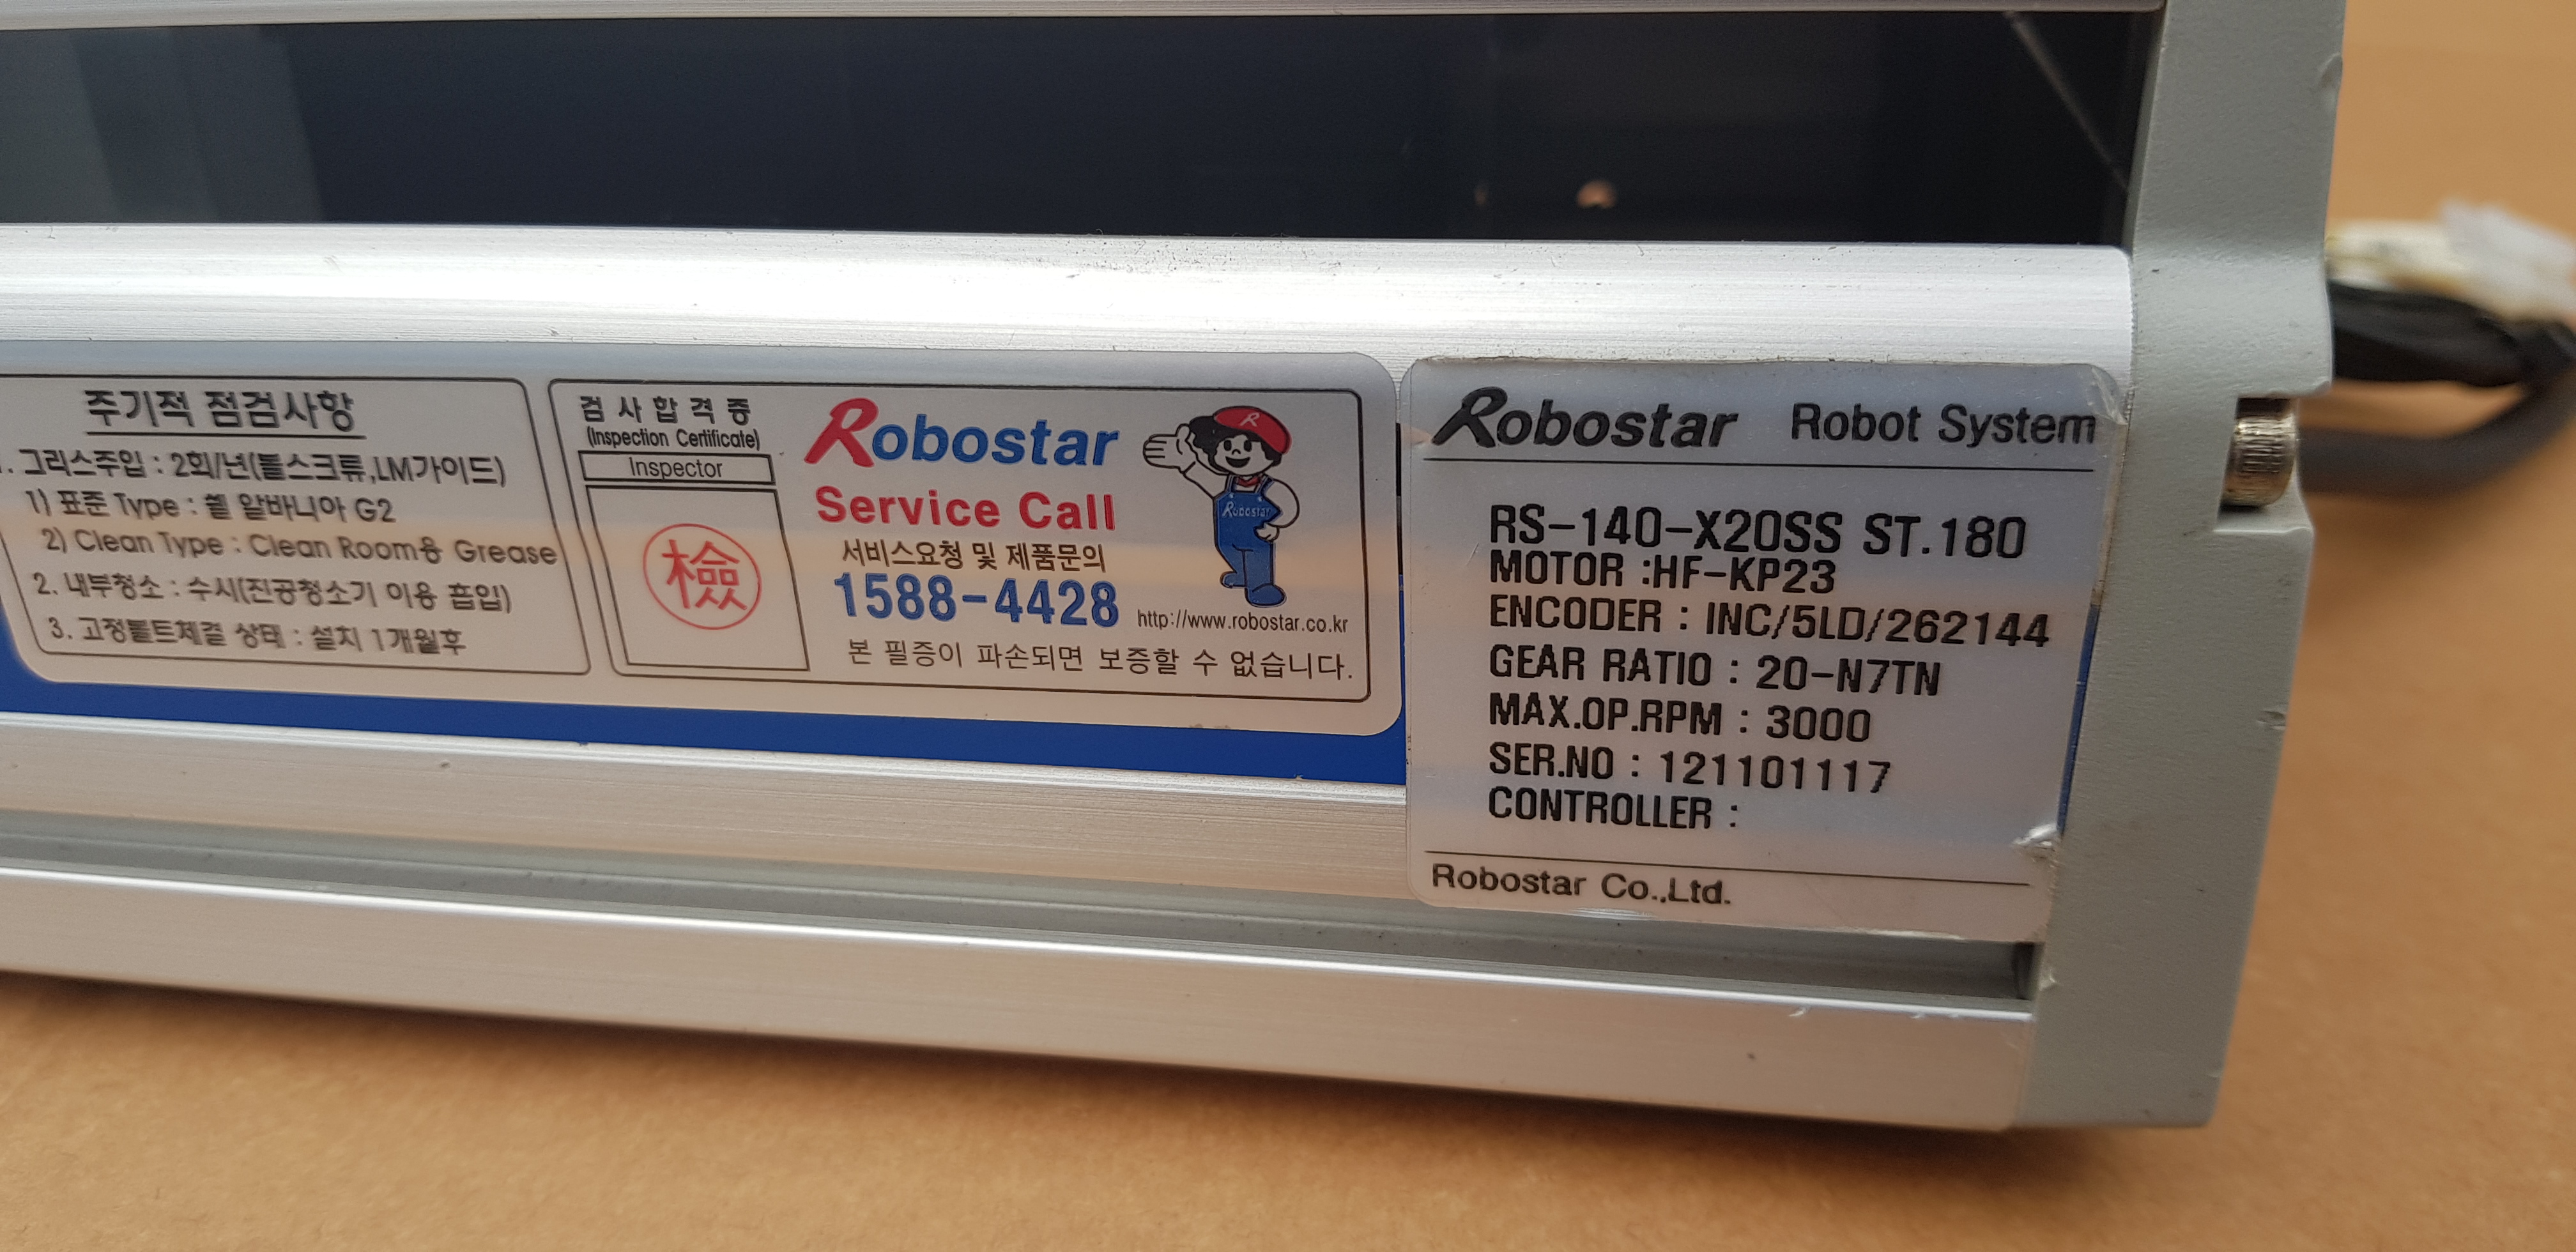 주기적 점검사항
1. 그리스주입 : 2회/년(볼스크류,LM가이드)
1) 표준 Type : 쉘 알바니아 G2
2) Clean Type : Clean Room용 Grease
2. 내부청소 : 수시(진공청소기 이용 흡입)
3. 고정볼트체결 상태 : 설치 1개월후
검사합격증
(Inspection Certificate)
Inspector
檢
Robostar
Service Call
서비스요청 및 제품문의
1588-4428
http://www.robostar.co.kr
본 필증이 파손되면 보증할 수 없습니다.
R
Robostar
Robostar Robot System
RS-140-X20SS ST.180
MOTOR :HF-KP23
ENCODER : INC/5LD/262144
GEAR RATIO : 20-N7TN
MAX.OP.RPM : 3000
SER.NO : 121101117
CONTROLLER :
Robostar Co.,Ltd.